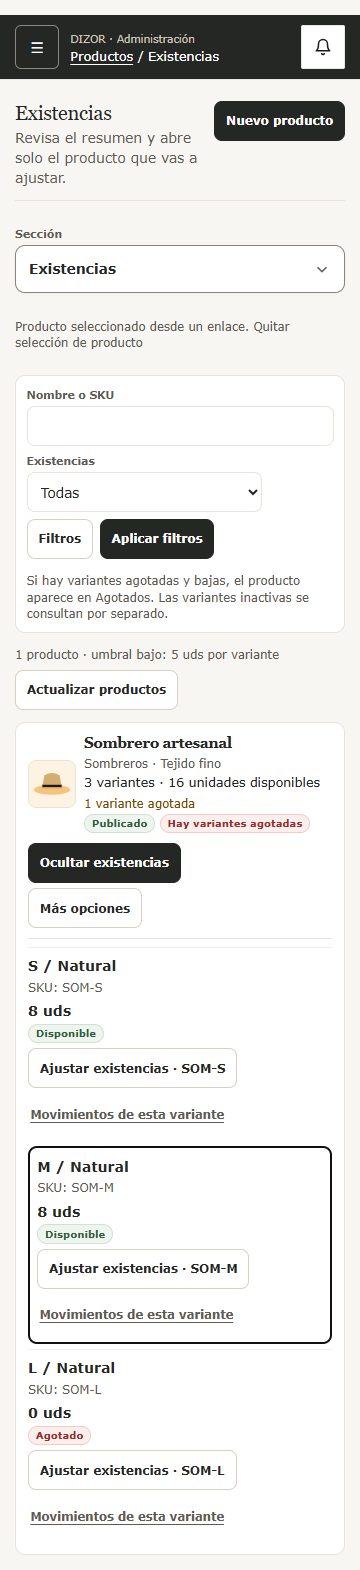 DIZOR · Administración
Productos / Existencias
Existencias
Revisa el resumen y abre
solo el producto que vas a
ajustar.
Nuevo producto
Sección
Existencias
Producto seleccionado desde un enlace. Quitar
selección de producto
Nombre o SKU
Existencias
Todas
Filtros
Aplicar filtros
Si hay variantes agotadas y bajas, el producto
aparece en Agotados. Las variantes inactivas se
consultan por separado.
1 producto · umbral bajo: 5 uds por variante
Actualizar productos
Sombrero artesanal
Sombreros · Tejido fino
3 variantes · 16 unidades disponibles
1 variante agotada
Publicado
Hay variantes agotadas
Ocultar existencias
Más opciones
S / Natural
SKU: SOM-S
8 uds
Disponible
Ajustar existencias · SOM-S
Movimientos de esta variante
M / Natural
SKU: SOM-M
8 uds
Disponible
Ajustar existencias · SOM-M
Movimientos de esta variante
L / Natural
SKU: SOM-L
0 uds
Agotado
Ajustar existencias · SOM-L
Movimientos de esta variante